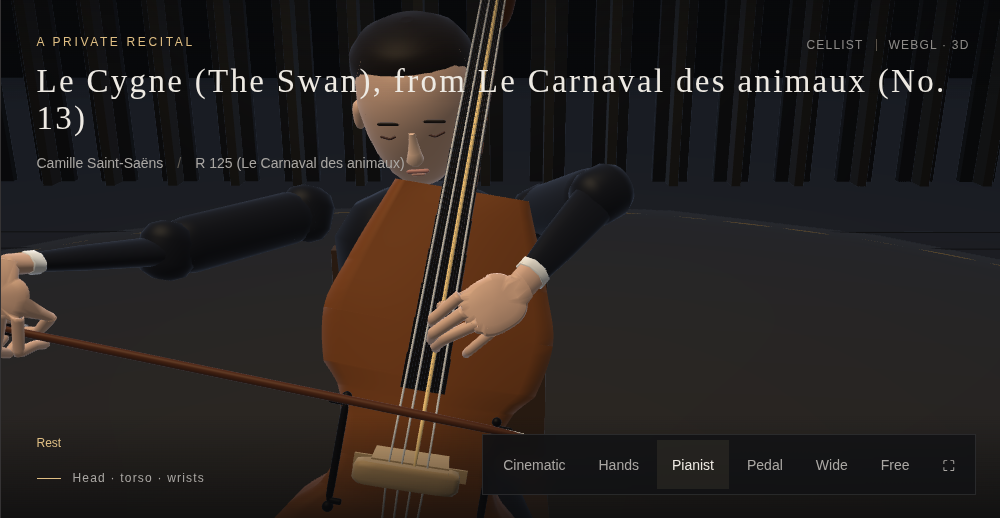 A PRIVATE RECITAL
CELLIST | WEBGL · 3D
Le Cygne (The Swan), from Le Carnaval des animaux (No.
13)
Camille Saint-Saëns / R 125 (Le Carnaval des animaux)
Rest
Head · torso · wrists
Cinematic Hands Pianist Pedal Wide Free